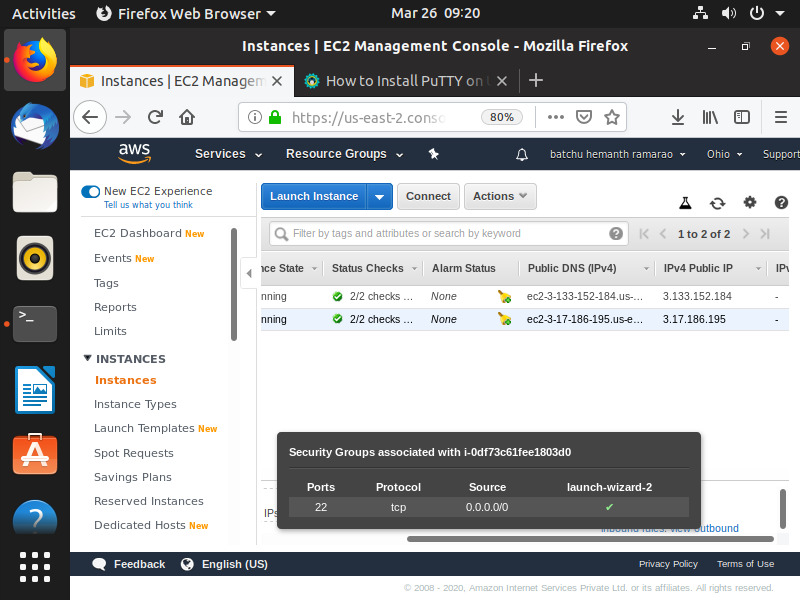 Activities
Firefox Web Browser
Mar 26 09:20
Instances | EC2 Management Console - Mozilla Firefox
Instances | EC2 Managem
How to Install PuTTY on
https://us-east-2.conso
80%
aws
Services
Resource Groups
batchu hemanth ramarao
Ohio
Support
New EC2 Experience
Tell us what you think
Launch Instance
Connect
Actions
EC2 Dashboard New
Events New
Tags
Reports
Limits
INSTANCES
Instances
Instance Types
Launch Templates New
Spot Requests
Savings Plans
Reserved Instances
Dedicated Hosts New
Filter by tags and attributes or search by keyword
1 to 2 of 2
nce State Status Checks Alarm Status Public DNS (IPv4) IPv4 Public IP IPv
nning 2/2 checks ... None ec2-3-133-152-184.us-... 3.133.152.184 -
nning 2/2 checks ... None ec2-3-17-186-195.us-e... 3.17.186.195 -
Security Groups associated with i-0df73c61fee1803d0
Ports Protocol Source launch-wizard-2
22 tcp 0.0.0.0/0 ✔
IPs
inbound rules. view outbound
Feedback
English (US)
Privacy Policy
Terms of Use
© 2008 - 2020, Amazon Internet Services Private Ltd. or its affiliates. All rights reserved.